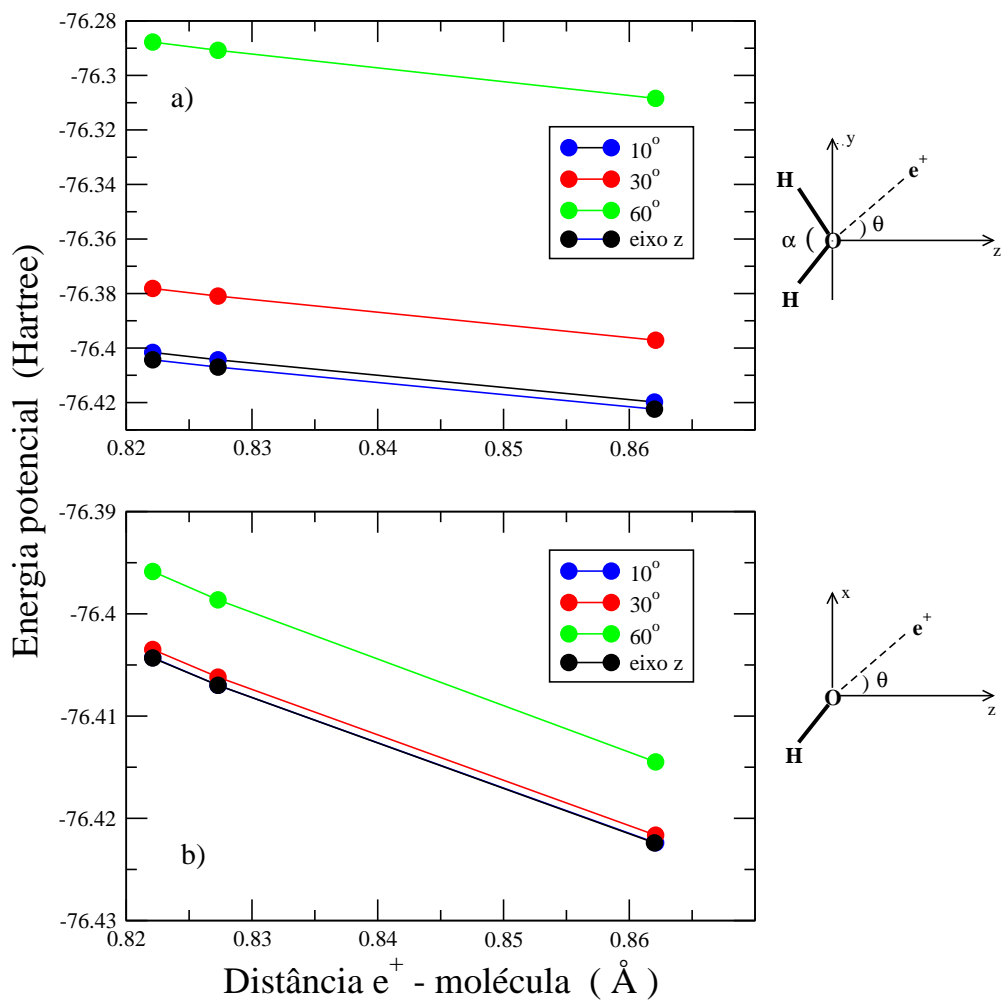 Energia potencial (Hartree)
-76.28
-76.3
-76.32
-76.34
-76.36
-76.38
-76.4
-76.42
a)
10°
30°
60°
eixo z
0.82 0.83 0.84 0.85 0.86
y
e⁺
H
α ( O ) θ
z
H
-76.39
-76.4
-76.41
-76.42
-76.43
b)
10°
30°
60°
eixo z
0.82 0.83 0.84 0.85 0.86
x
e⁺
O ) θ
z
H
Distância e⁺ - molécula ( Å )